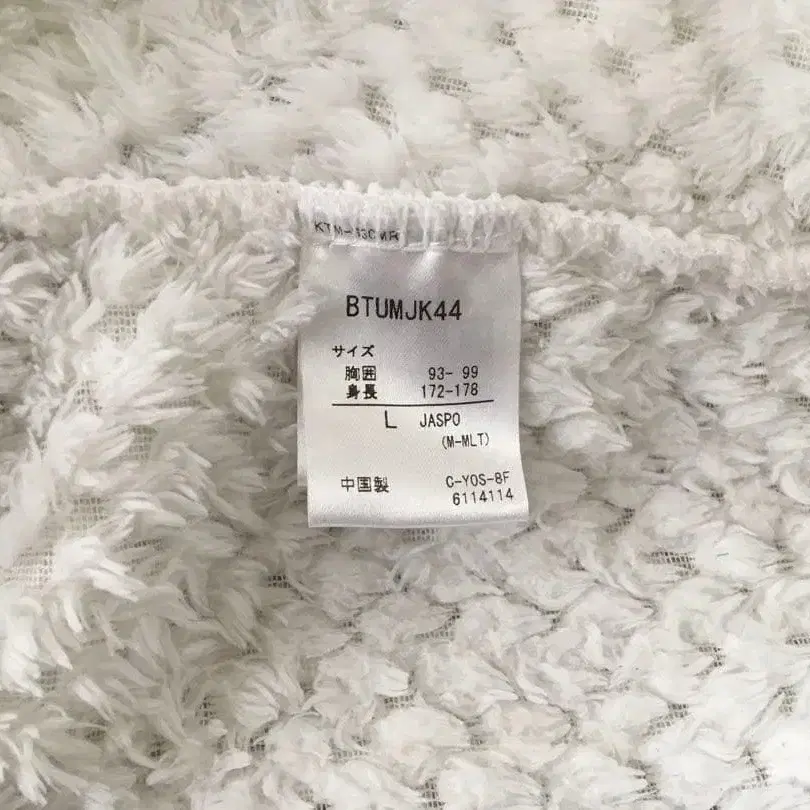 BTUMJK44
サイズ
胸囲 93- 99
身長 172-178
L JASPO
(M-MLT)
中国製 C-YOS-8F
6114114